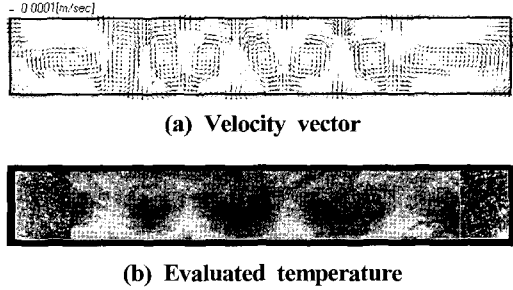 - 0.0001[m/sec]
(a) Velocity vector
(b) Evaluated temperature